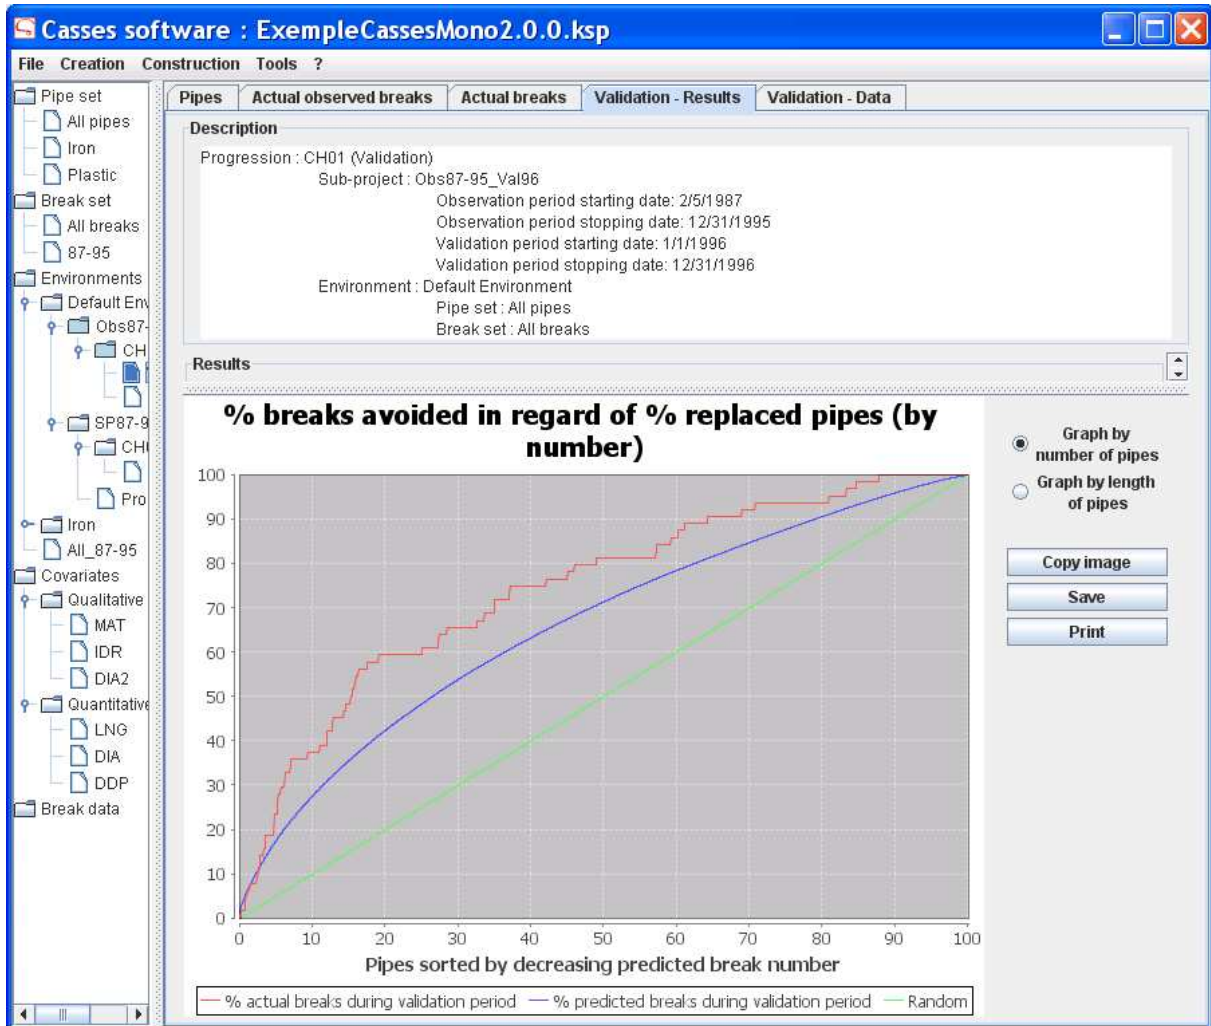 Casses software : ExempleCassesMono2.0.0.ksp
File Creation Construction Tools ?
Pipe set
All pipes
Iron
Plastic
Break set
All breaks
87-95
Environments
Default Env
Obs87-
CH
SP87-9
CH
Pro
Iron
All_87-95
Covariates
Qualitative
MAT
IDR
DIA2
Quantitative
LNG
DIA
DDP
Break data
Pipes Actual observed breaks Actual breaks Validation - Results Validation - Data
Description
Progression : CH01 (Validation)
Sub-project : Obs87-95_Val96
Observation period starting date: 2/5/1987
Observation period stopping date: 12/31/1995
Validation period starting date: 1/1/1996
Validation period stopping date: 12/31/1996
Environment : Default Environment
Pipe set : All pipes
Break set : All breaks
Results
% breaks avoided in regard of % replaced pipes (by
number)
100
90
80
70
60
50
40
30
20
10
0
0 10 20 30 40 50 60 70 80 90 100
Pipes sorted by decreasing predicted break number
% actual breaks during validation period % predicted breaks during validation period Random
Graph by
number of pipes
Graph by length
of pipes
Copy image
Save
Print